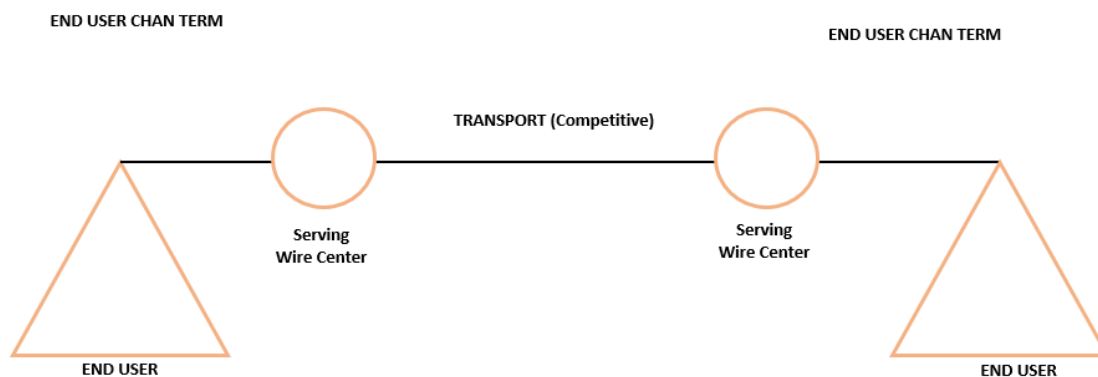 END USER CHAN TERM
END USER CHAN TERM
TRANSPORT (Competitive)
Serving
Wire Center
Serving
Wire Center
END USER
END USER